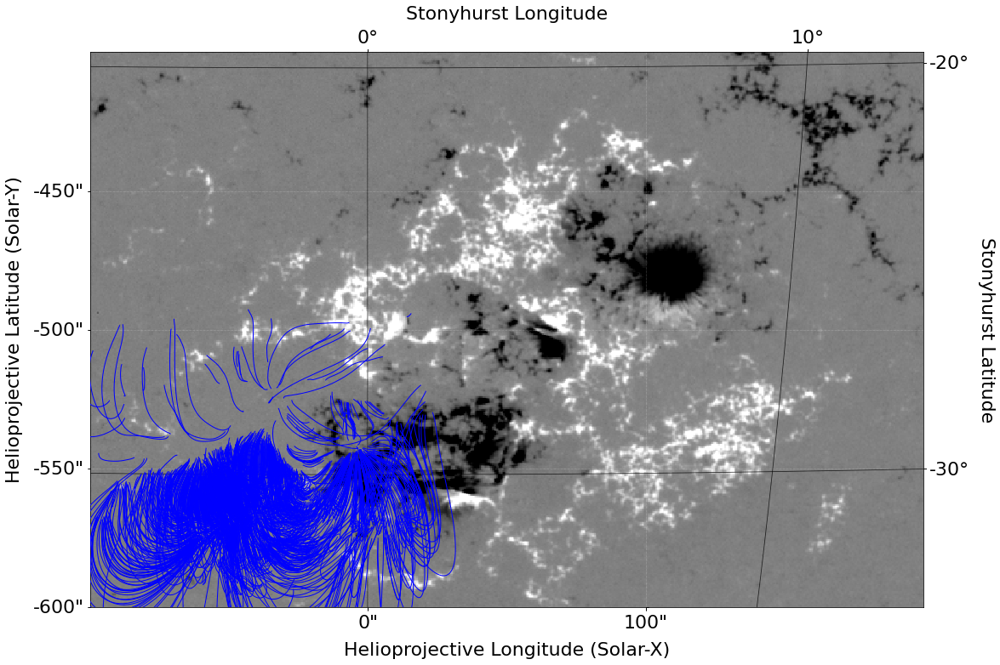 Stonyhurst Longitude
0° 10°
-20°
-450"
-500"
-550"
-30°
-600"
0" 100"
Helioprojective Longitude (Solar-X)
Helioprojective Latitude (Solar-Y)
Stonyhurst Latitude